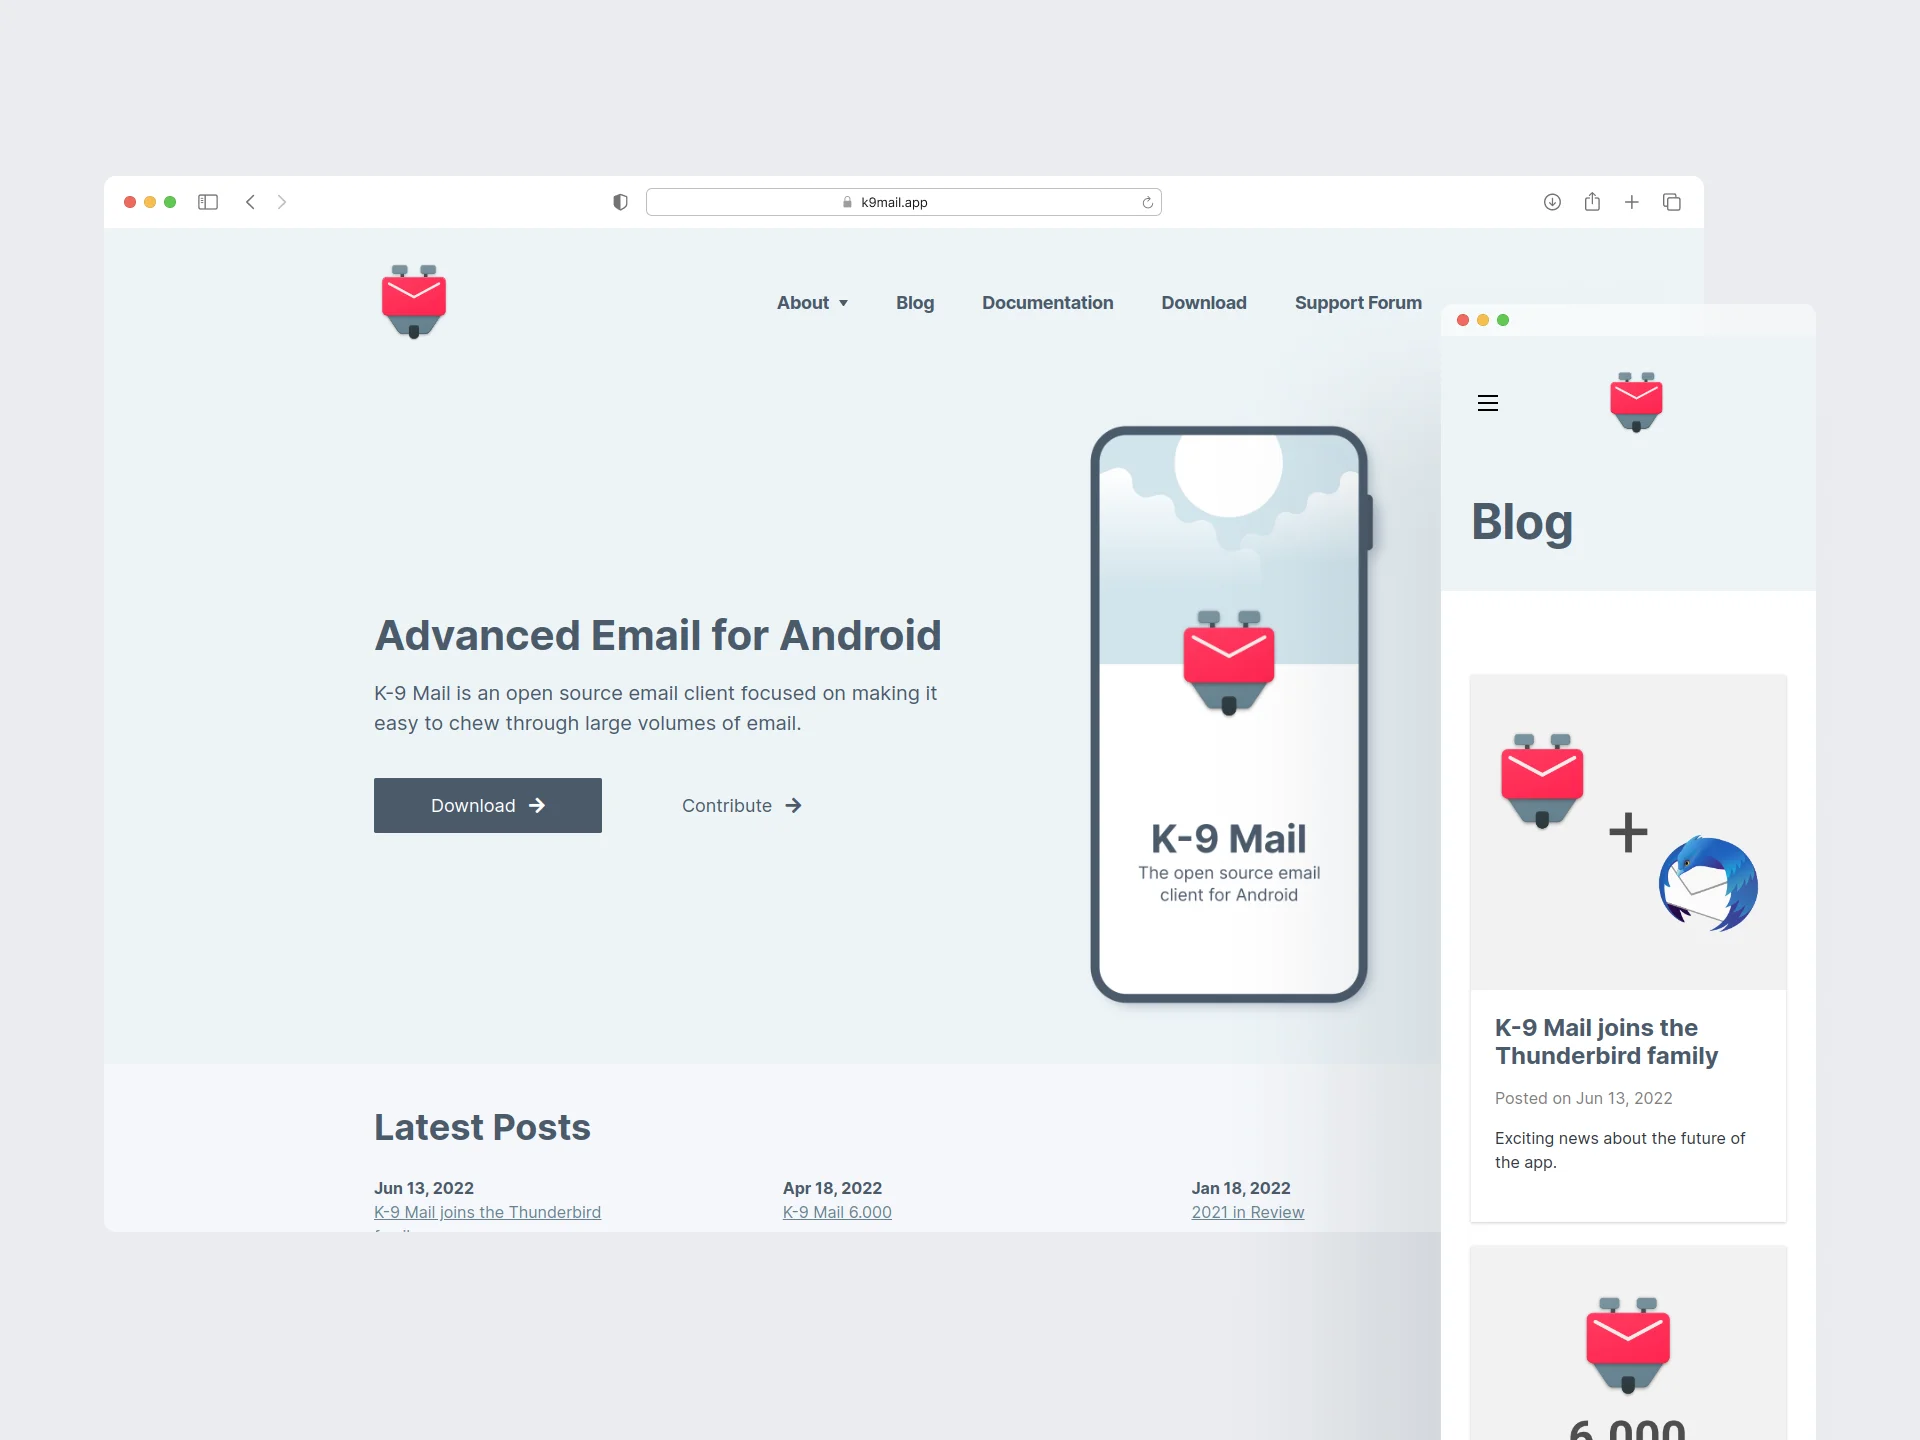 k9mail.app
About
Blog
Documentation
Download
Support Forum
Advanced Email for Android
K-9 Mail is an open source email client focused on making it
easy to chew through large volumes of email.
Download
Contribute
K-9 Mail
The open source email
client for Android
Latest Posts
Jun 13, 2022
K-9 Mail joins the Thunderbird
Apr 18, 2022
K-9 Mail 6.000
Jan 18, 2022
2021 in Review
Blog
K-9 Mail joins the
Thunderbird family
Posted on Jun 13, 2022
Exciting news about the future of
the app.
6.000